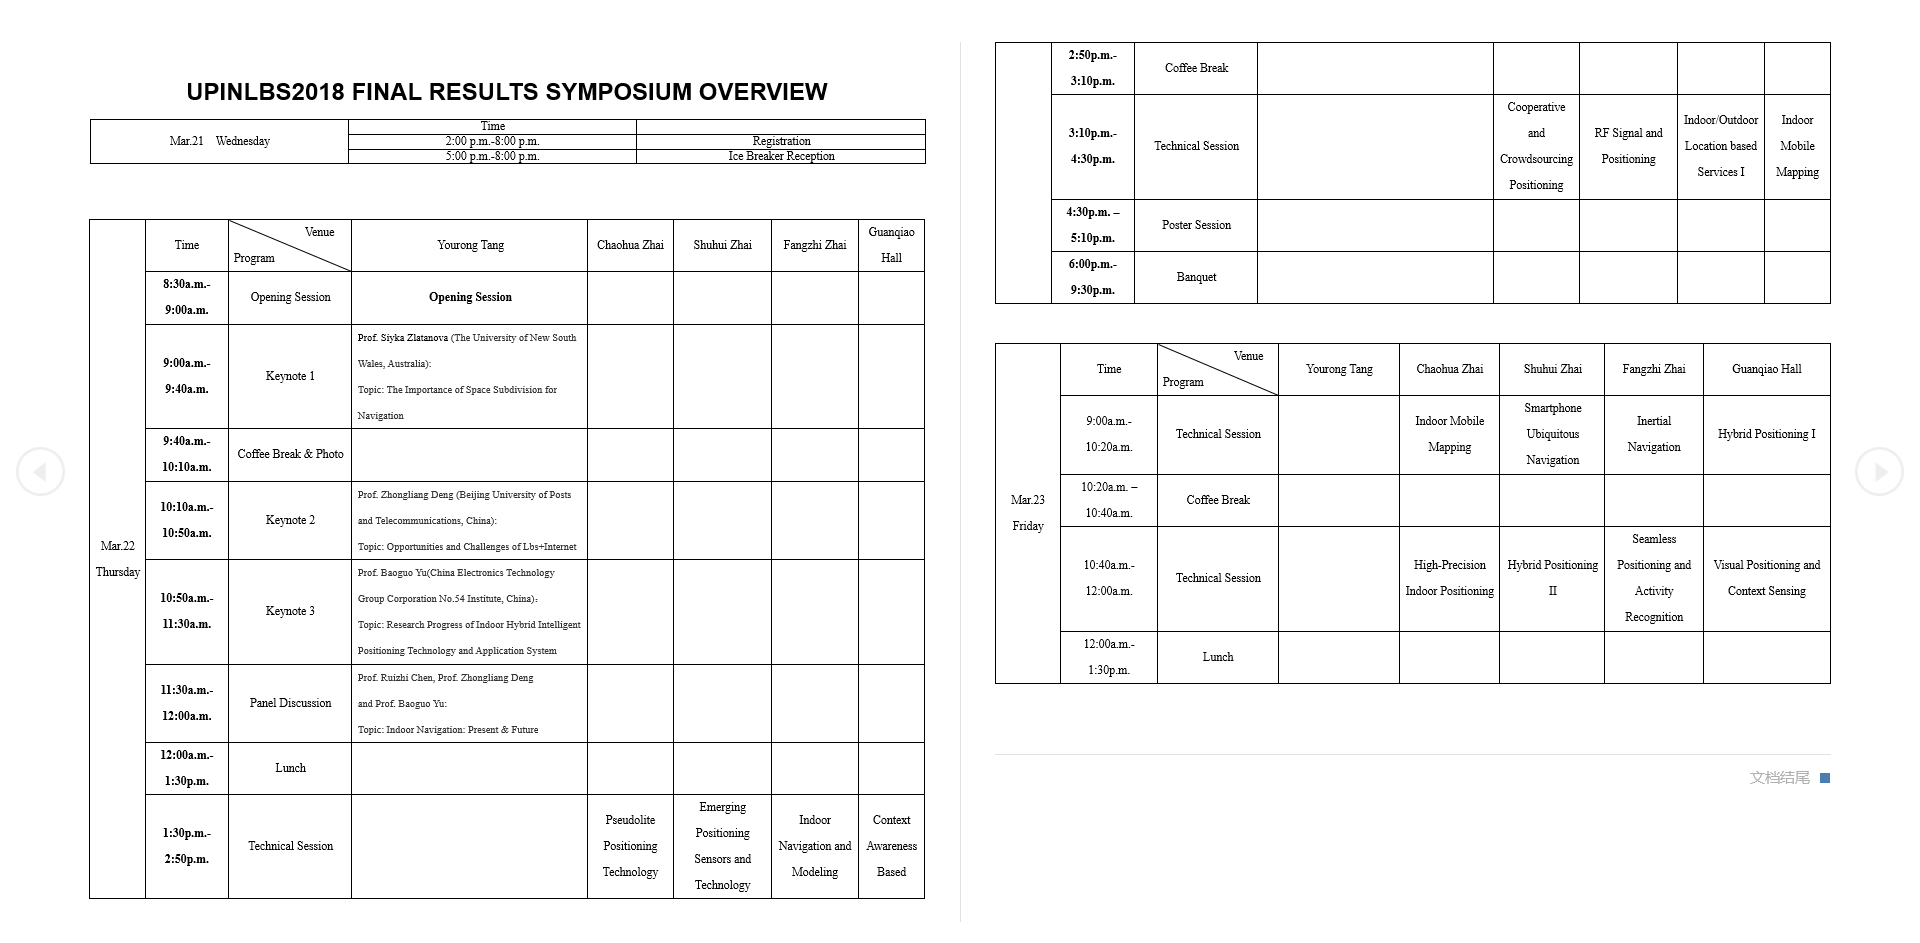 UPINLBS2018 FINAL RESULTS SYMPOSIUM OVERVIEW
Mar.21 Wednesday
Time
2:00 p.m.-8:00 p.m.
Registration
5:00 p.m.-8:00 p.m.
Ice Breaker Reception
Mar.22
Thursday
Time
Venue
Program
Yourong Tang
Chaohua Zhai
Shuhui Zhai
Fangzhi Zhai
Guanqiao
Hall
8:30a.m.-
9:00a.m.
Opening Session
Opening Session
9:00a.m.-
9:40a.m.
Keynote 1
Prof. Siyka Zlatanova (The University of New South
Wales, Australia):
Topic: The Importance of Space Subdivision for
Navigation
9:40a.m.-
10:10a.m.
Coffee Break & Photo
10:10a.m.-
10:50a.m.
Keynote 2
Prof. Zhongliang Deng (Beijing University of Posts
and Telecommunications, China):
Topic: Opportunities and Challenges of Lbs+Internet
10:50a.m.-
11:30a.m.
Keynote 3
Prof. Baoguo Yu(China Electronics Technology
Group Corporation No.54 Institute, China):
Topic: Research Progress of Indoor Hybrid Intelligent
Positioning Technology and Application System
11:30a.m.-
12:00a.m.
Panel Discussion
Prof. Ruizhi Chen, Prof. Zhongliang Deng
and Prof. Baoguo Yu:
Topic: Indoor Navigation: Present & Future
12:00a.m.-
1:30p.m.
Lunch
1:30p.m.-
2:50p.m.
Technical Session
Pseudolite
Positioning
Technology
Emerging
Positioning
Sensors and
Technology
Indoor
Navigation and
Modeling
Context
Awareness
Based
2:50p.m.-
3:10p.m.
Coffee Break
3:10p.m.-
4:30p.m.
Technical Session
Cooperative
and
Crowdsourcing
Positioning
RF Signal and
Positioning
Indoor/Outdoor
Location based
Services I
Indoor
Mobile
Mapping
4:30p.m. –
5:10p.m.
Poster Session
6:00p.m.-
9:30p.m.
Banquet
Mar.23
Friday
Time
Venue
Program
Yourong Tang
Chaohua Zhai
Shuhui Zhai
Fangzhi Zhai
Guanqiao Hall
9:00a.m.-
10:20a.m.
Technical Session
Indoor Mobile
Mapping
Smartphone
Ubiquitous
Navigation
Inertial
Navigation
Hybrid Positioning I
10:20a.m. –
10:40a.m.
Coffee Break
10:40a.m.-
12:00a.m.
Technical Session
High-Precision
Indoor Positioning
Hybrid Positioning
II
Seamless
Positioning and
Activity
Recognition
Visual Positioning and
Context Sensing
12:00a.m.-
1:30p.m.
Lunch
文档结尾